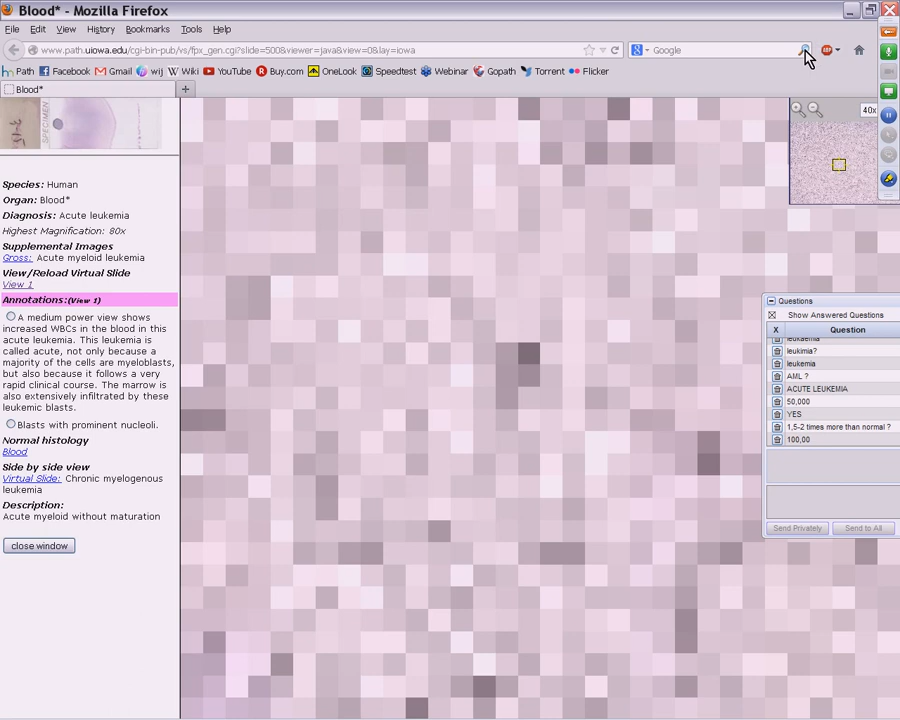 Blood* - Mozilla Firefox
File Edit View History Bookmarks Tools Help
www.path.uiowa.edu/cgi-bin-pub/vs/fpx_gen.cgi?slide=500&viewer=java&view=0&lay=iowa
Google
Path Facebook Gmail wij Wiki YouTube Buy.com OneLook Speedtest Webinar Gopath Torrent Flicker
Blood*
SPECIMEN
40x
Species: Human
Organ: Blood*
Diagnosis: Acute leukemia
Highest Magnification: 80x
Supplemental Images
Gross: Acute myeloid leukemia
View/Reload Virtual Slide
View 1
Annotations:(View 1)
A medium power view shows
increased WBCs in the blood in this
acute leukemia. This leukemia is
called acute, not only because a
majority of the cells are myeloblasts,
but also because it follows a very
rapid clinical course. The marrow is
also extensively infiltrated by these
leukemic blasts.
Blasts with prominent nucleoli.
Normal histology
Blood
Side by side view
Virtual Slide: Chronic myelogenous
leukemia
Description:
Acute myeloid without maturation
close window
Questions
Show Answered Questions
X Question
leukaemia
leukimia?
leukemia
AML ?
ACUTE LEUKEMIA
50,000
YES
1,5-2 times more than normal ?
100,00
Send Privately Send to All